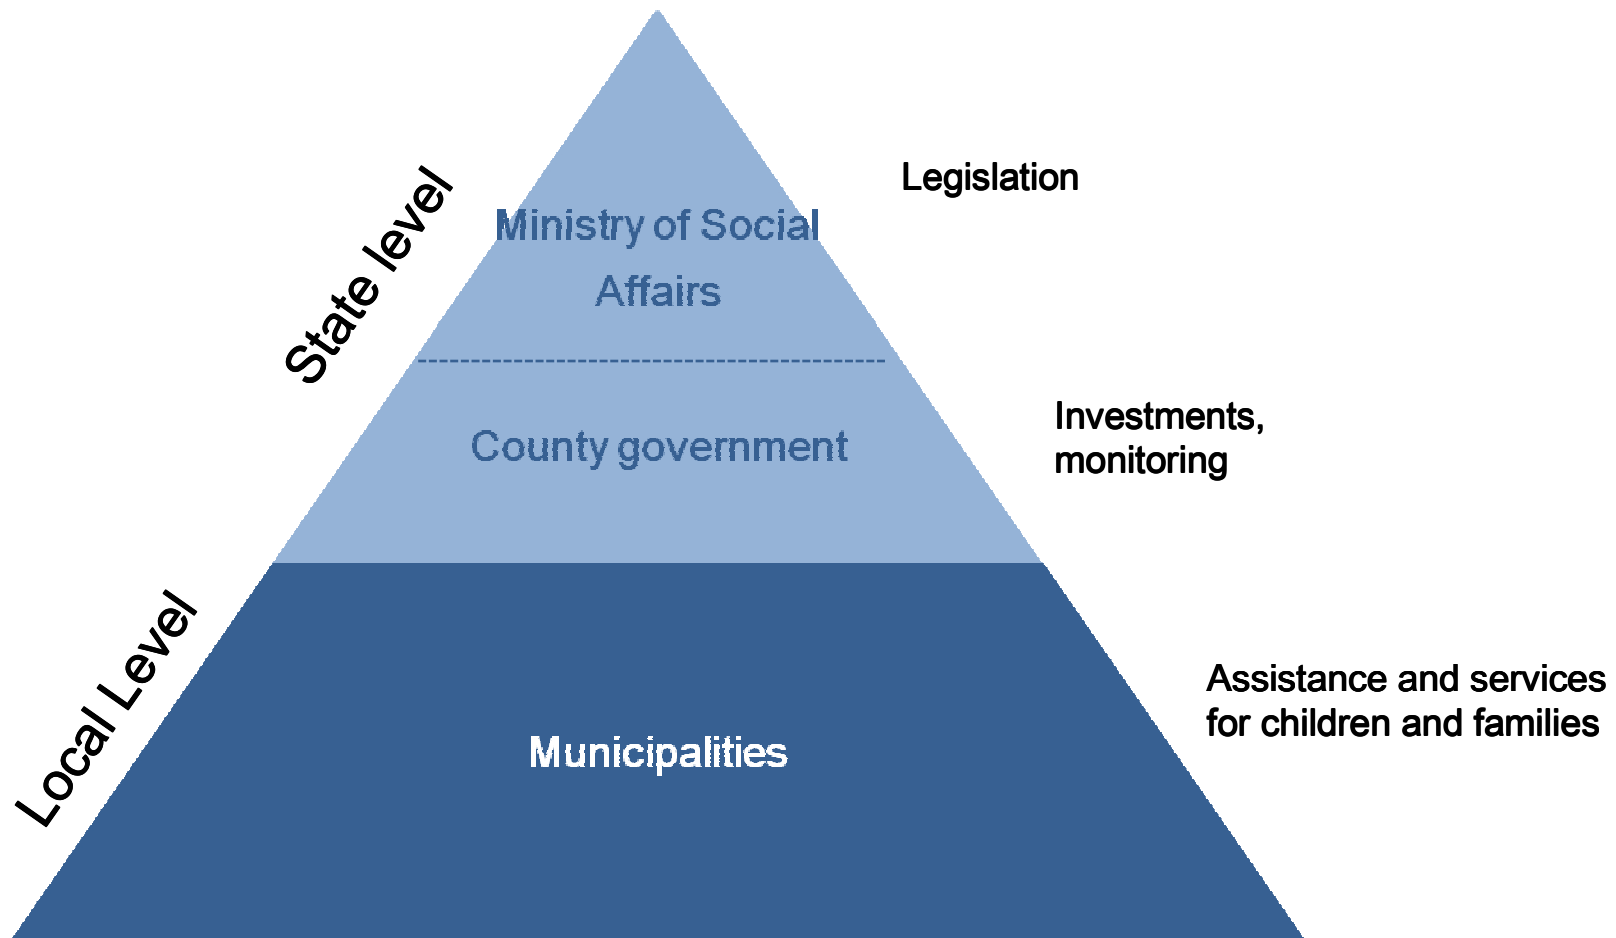 State level
Legislation
Ministry of Social
Affairs
County government
Investments,
monitoring
Local Level
Municipalities
Assistance and services
for children and families